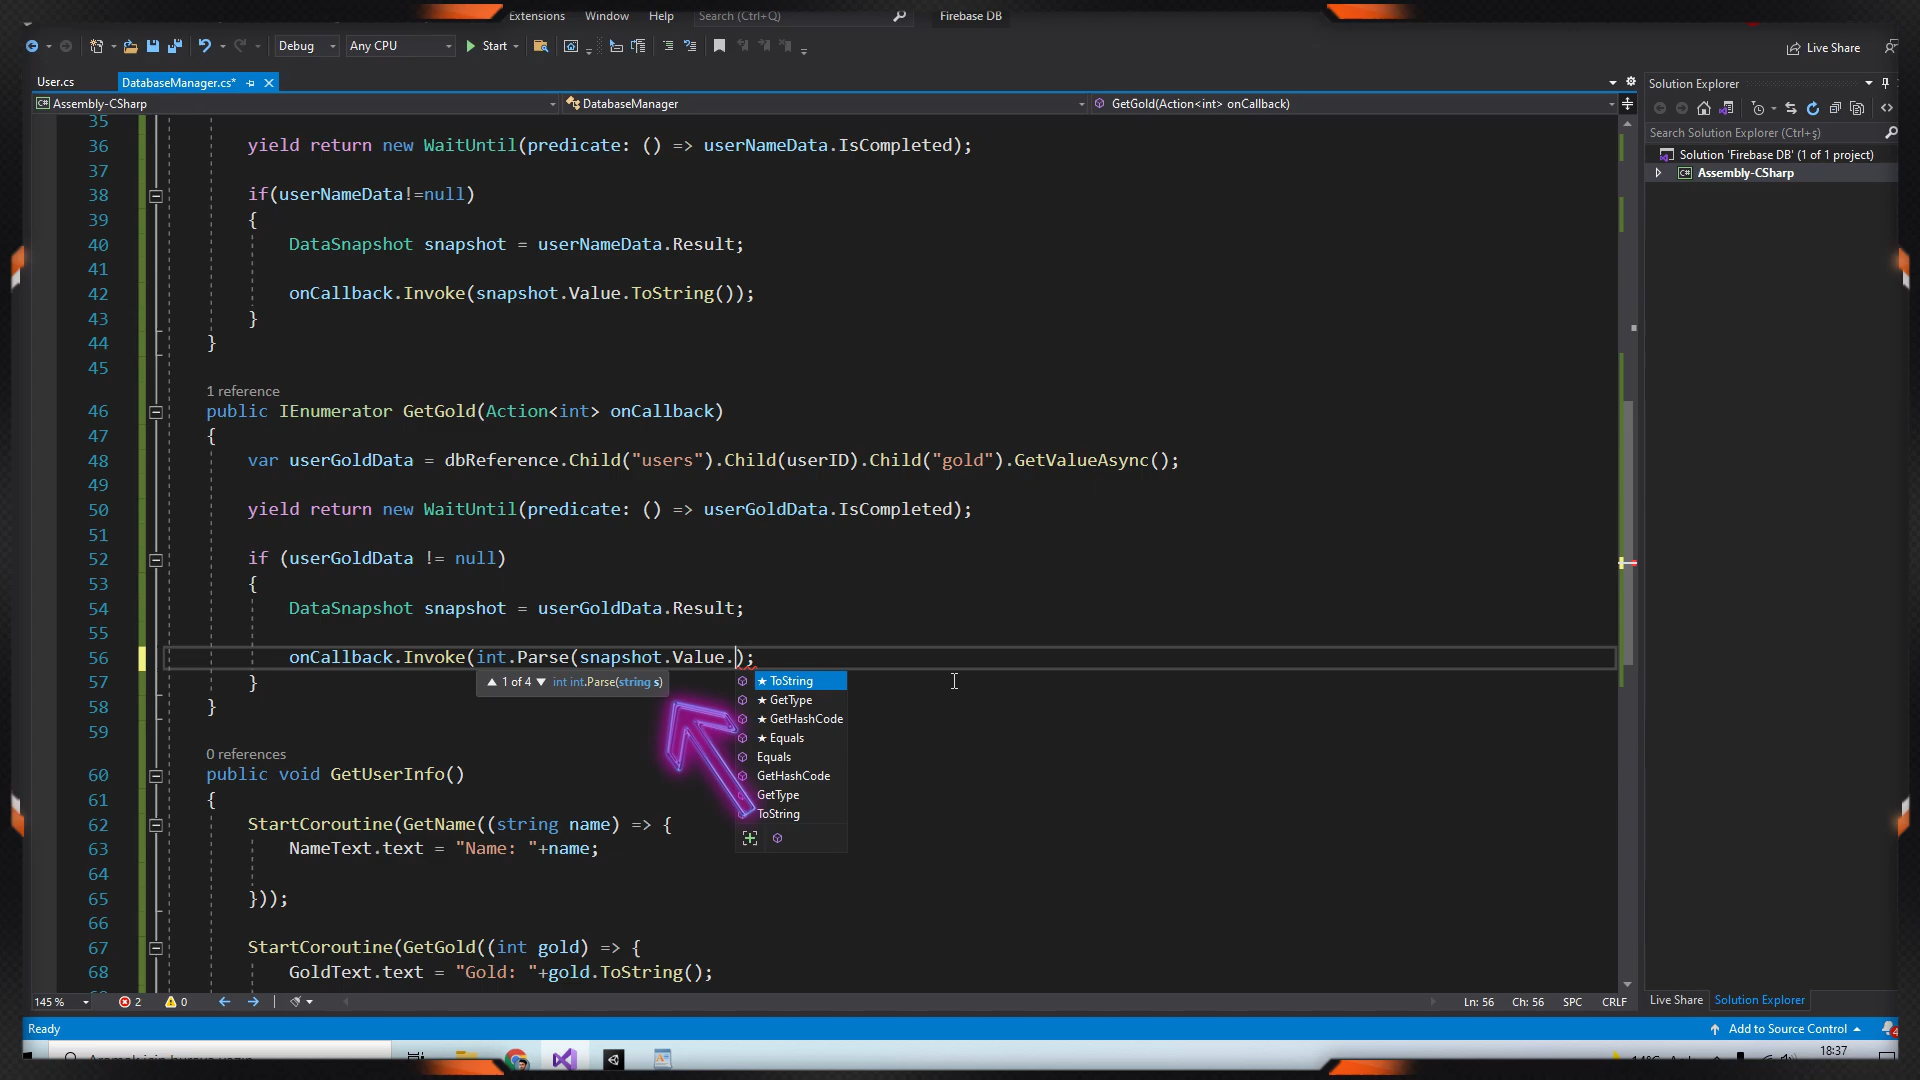 Extensions Window Help Search (Ctrl+Q) Firebase DB
Debug Any CPU Start Live Share
User.cs DatabaseManager.cs* Solution Explorer
Assembly-CSharp DatabaseManager GetGold(Action<int> onCallback)
Search Solution Explorer (Ctrl+ş)
Solution 'Firebase DB' (1 of 1 project)
Assembly-CSharp
35
36 yield return new WaitUntil(predicate: () => userNameData.IsCompleted);
37
38 if(userNameData!=null)
39 {
40 DataSnapshot snapshot = userNameData.Result;
41
42 onCallback.Invoke(snapshot.Value.ToString());
43 }
44 }
45
1 reference
46 public IEnumerator GetGold(Action<int> onCallback)
47 {
48 var userGoldData = dbReference.Child("users").Child(userID).Child("gold").GetValueAsync();
49
50 yield return new WaitUntil(predicate: () => userGoldData.IsCompleted);
51
52 if (userGoldData != null)
53 {
54 DataSnapshot snapshot = userGoldData.Result;
55
56 onCallback.Invoke(int.Parse(snapshot.Value.);
57 }
1 of 4 int int.Parse(string s)
★ ToString
★ GetType
★ GetHashCode
★ Equals
Equals
GetHashCode
GetType
ToString
58 }
59
0 references
60 public void GetUserInfo()
61 {
62 StartCoroutine(GetName((string name) => {
63 NameText.text = "Name: "+name;
64
65 }));
66
67 StartCoroutine(GetGold((int gold) => {
68 GoldText.text = "Gold: "+gold.ToString();
145 % 2 0 Ln: 56 Ch: 56 SPC CRLF
Live Share Solution Explorer
Ready Add to Source Control 4
18:37